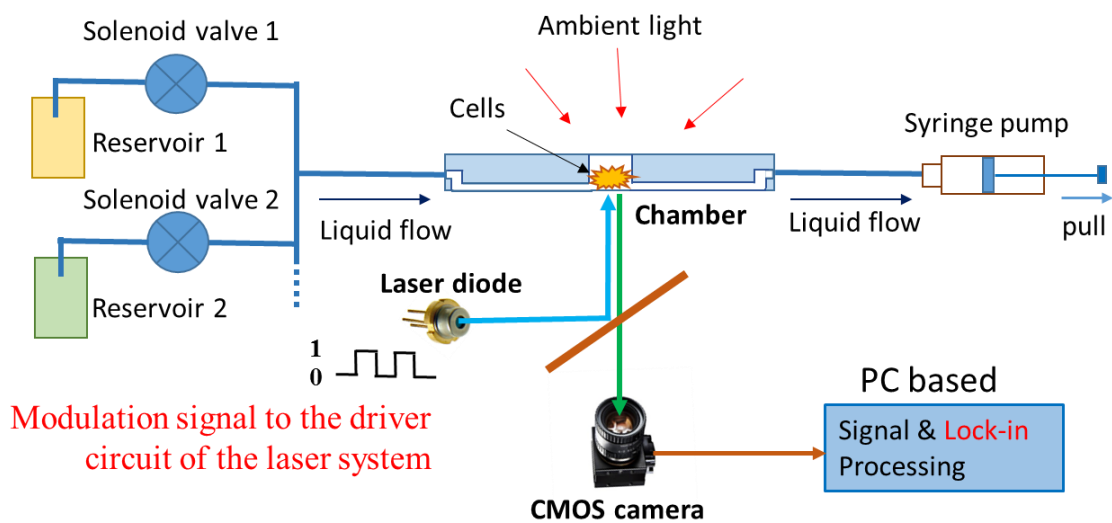 Solenoid valve 1
Ambient light
Cells
Reservoir 1
Syringe pump
Solenoid valve 2
Liquid flow
Chamber
Liquid flow
pull
Laser diode
Reservoir 2
1
0
PC based
Modulation signal to the driver
circuit of the laser system
Signal & Lock-in
Processing
CMOS camera